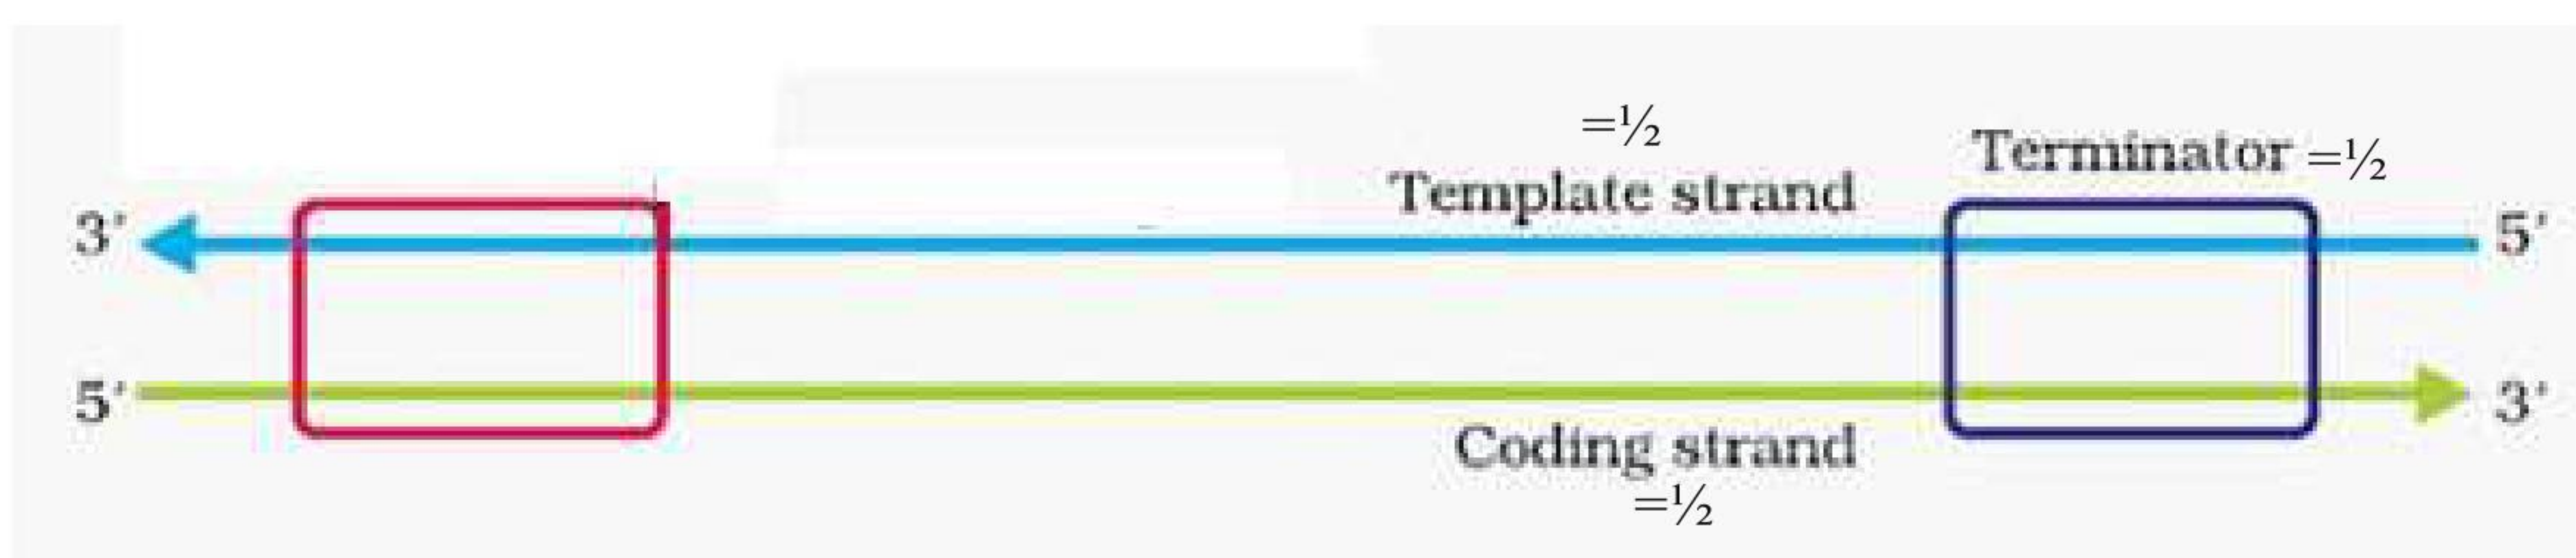 =½
Template strand
Terminator =½
3' 5'
5' 3'
Coding strand
=½